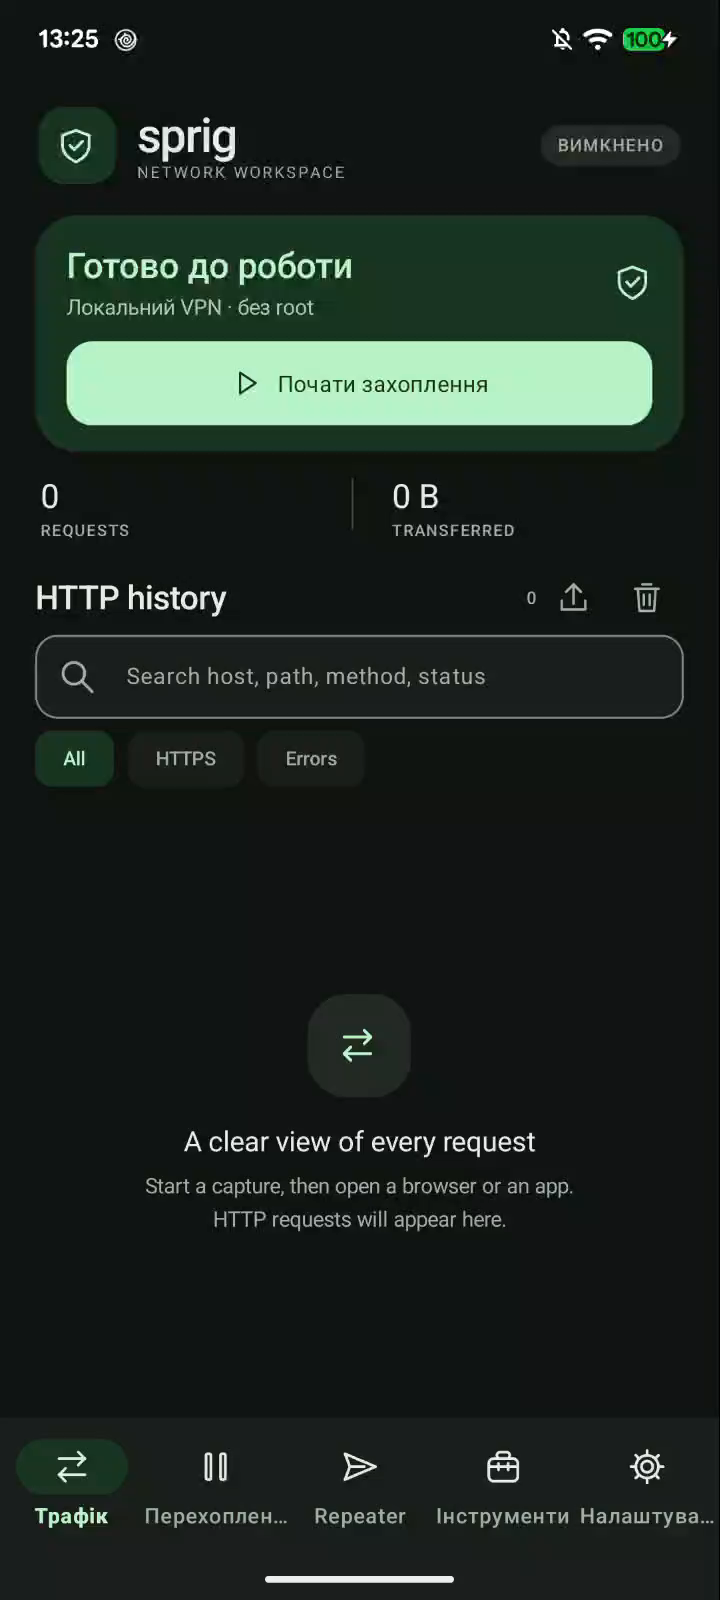 13:25
100
sprig
NETWORK WORKSPACE
ВИМКНЕНО
Готово до роботи
Локальний VPN · без root
Почати захоплення
0
REQUESTS
0 B
TRANSFERRED
HTTP history
0
Search host, path, method, status
All
HTTPS
Errors
A clear view of every request
Start a capture, then open a browser or an app.
HTTP requests will appear here.
Трафік
Перехоплен…
Repeater
Інструменти
Налаштува…